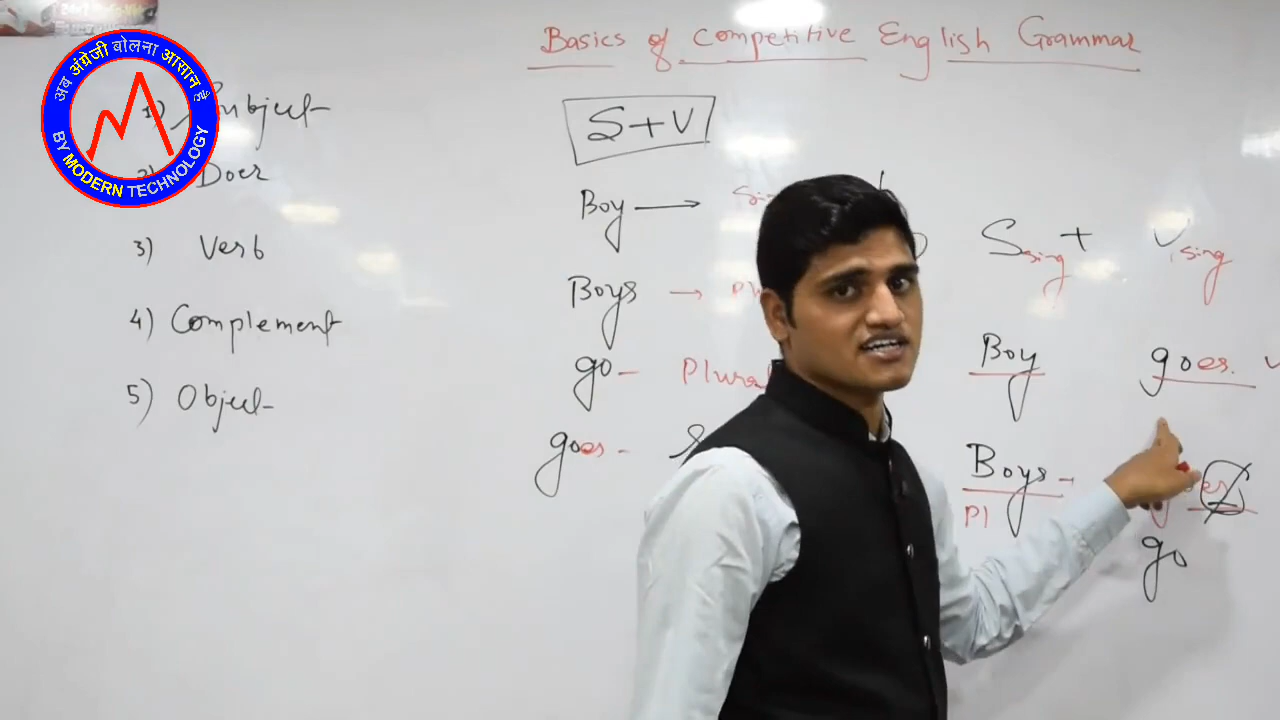 अब अंग्रेजी बोलना आसान है
BY MODERN TECHNOLOGY
Basics of Competitive English Grammar
1) Subject
Doer
3) Verb
4) Complement
5) Object
S+V
Boy →
Boys →
go - Plural
goes -
S sing + V sing
Boy goes.
Boys -
Pl
go